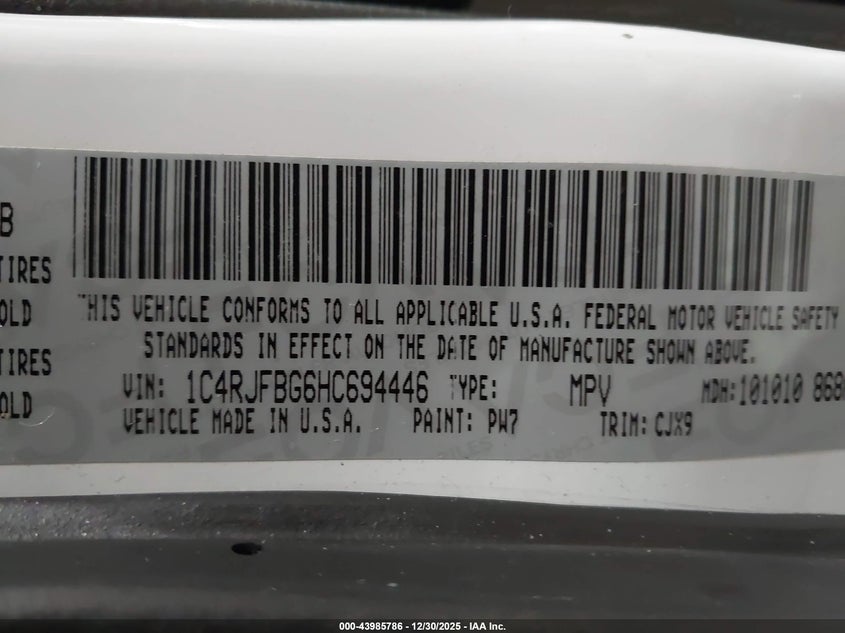 B
TIRES
OLD
TIRES
OLD
THIS VEHICLE CONFORMS TO ALL APPLICABLE U.S.A. FEDERAL MOTOR VEHICLE SAFETY
STANDARDS IN EFFECT ON THE DATE OF MANUFACTURE SHOWN ABOVE.
VIN: 1C4RJFBG6HC694446 TYPE: MPV MDH:101010 868
VEHICLE MADE IN U.S.A. PAINT: PW7 TRIM: CJX9
000-43985786 - 12/30/2025 - IAA Inc.